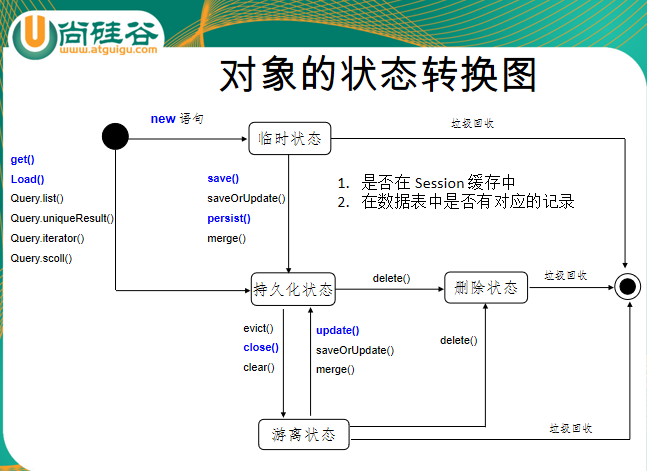 尚硅谷
www.atguigu.com
对象的状态转换图
new 语句
临时状态
垃圾回收
get()
Load()
Query.list()
Query.uniqueResult()
Query.iterator()
Query.scoll()
save()
saveOrUpdate()
persist()
merge()
1. 是否在 Session 缓存中
2. 在数据表中是否有对应的记录
持久化状态
delete()
删除状态
垃圾回收
evict()
close()
clear()
update()
saveOrUpdate()
merge()
delete()
游离状态
垃圾回收